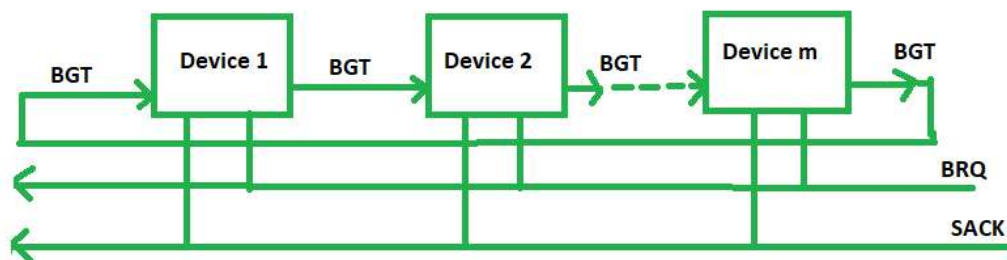 Device 1
Device 2
Device m
BGT
BGT
BGT
BGT
BRQ
SACK